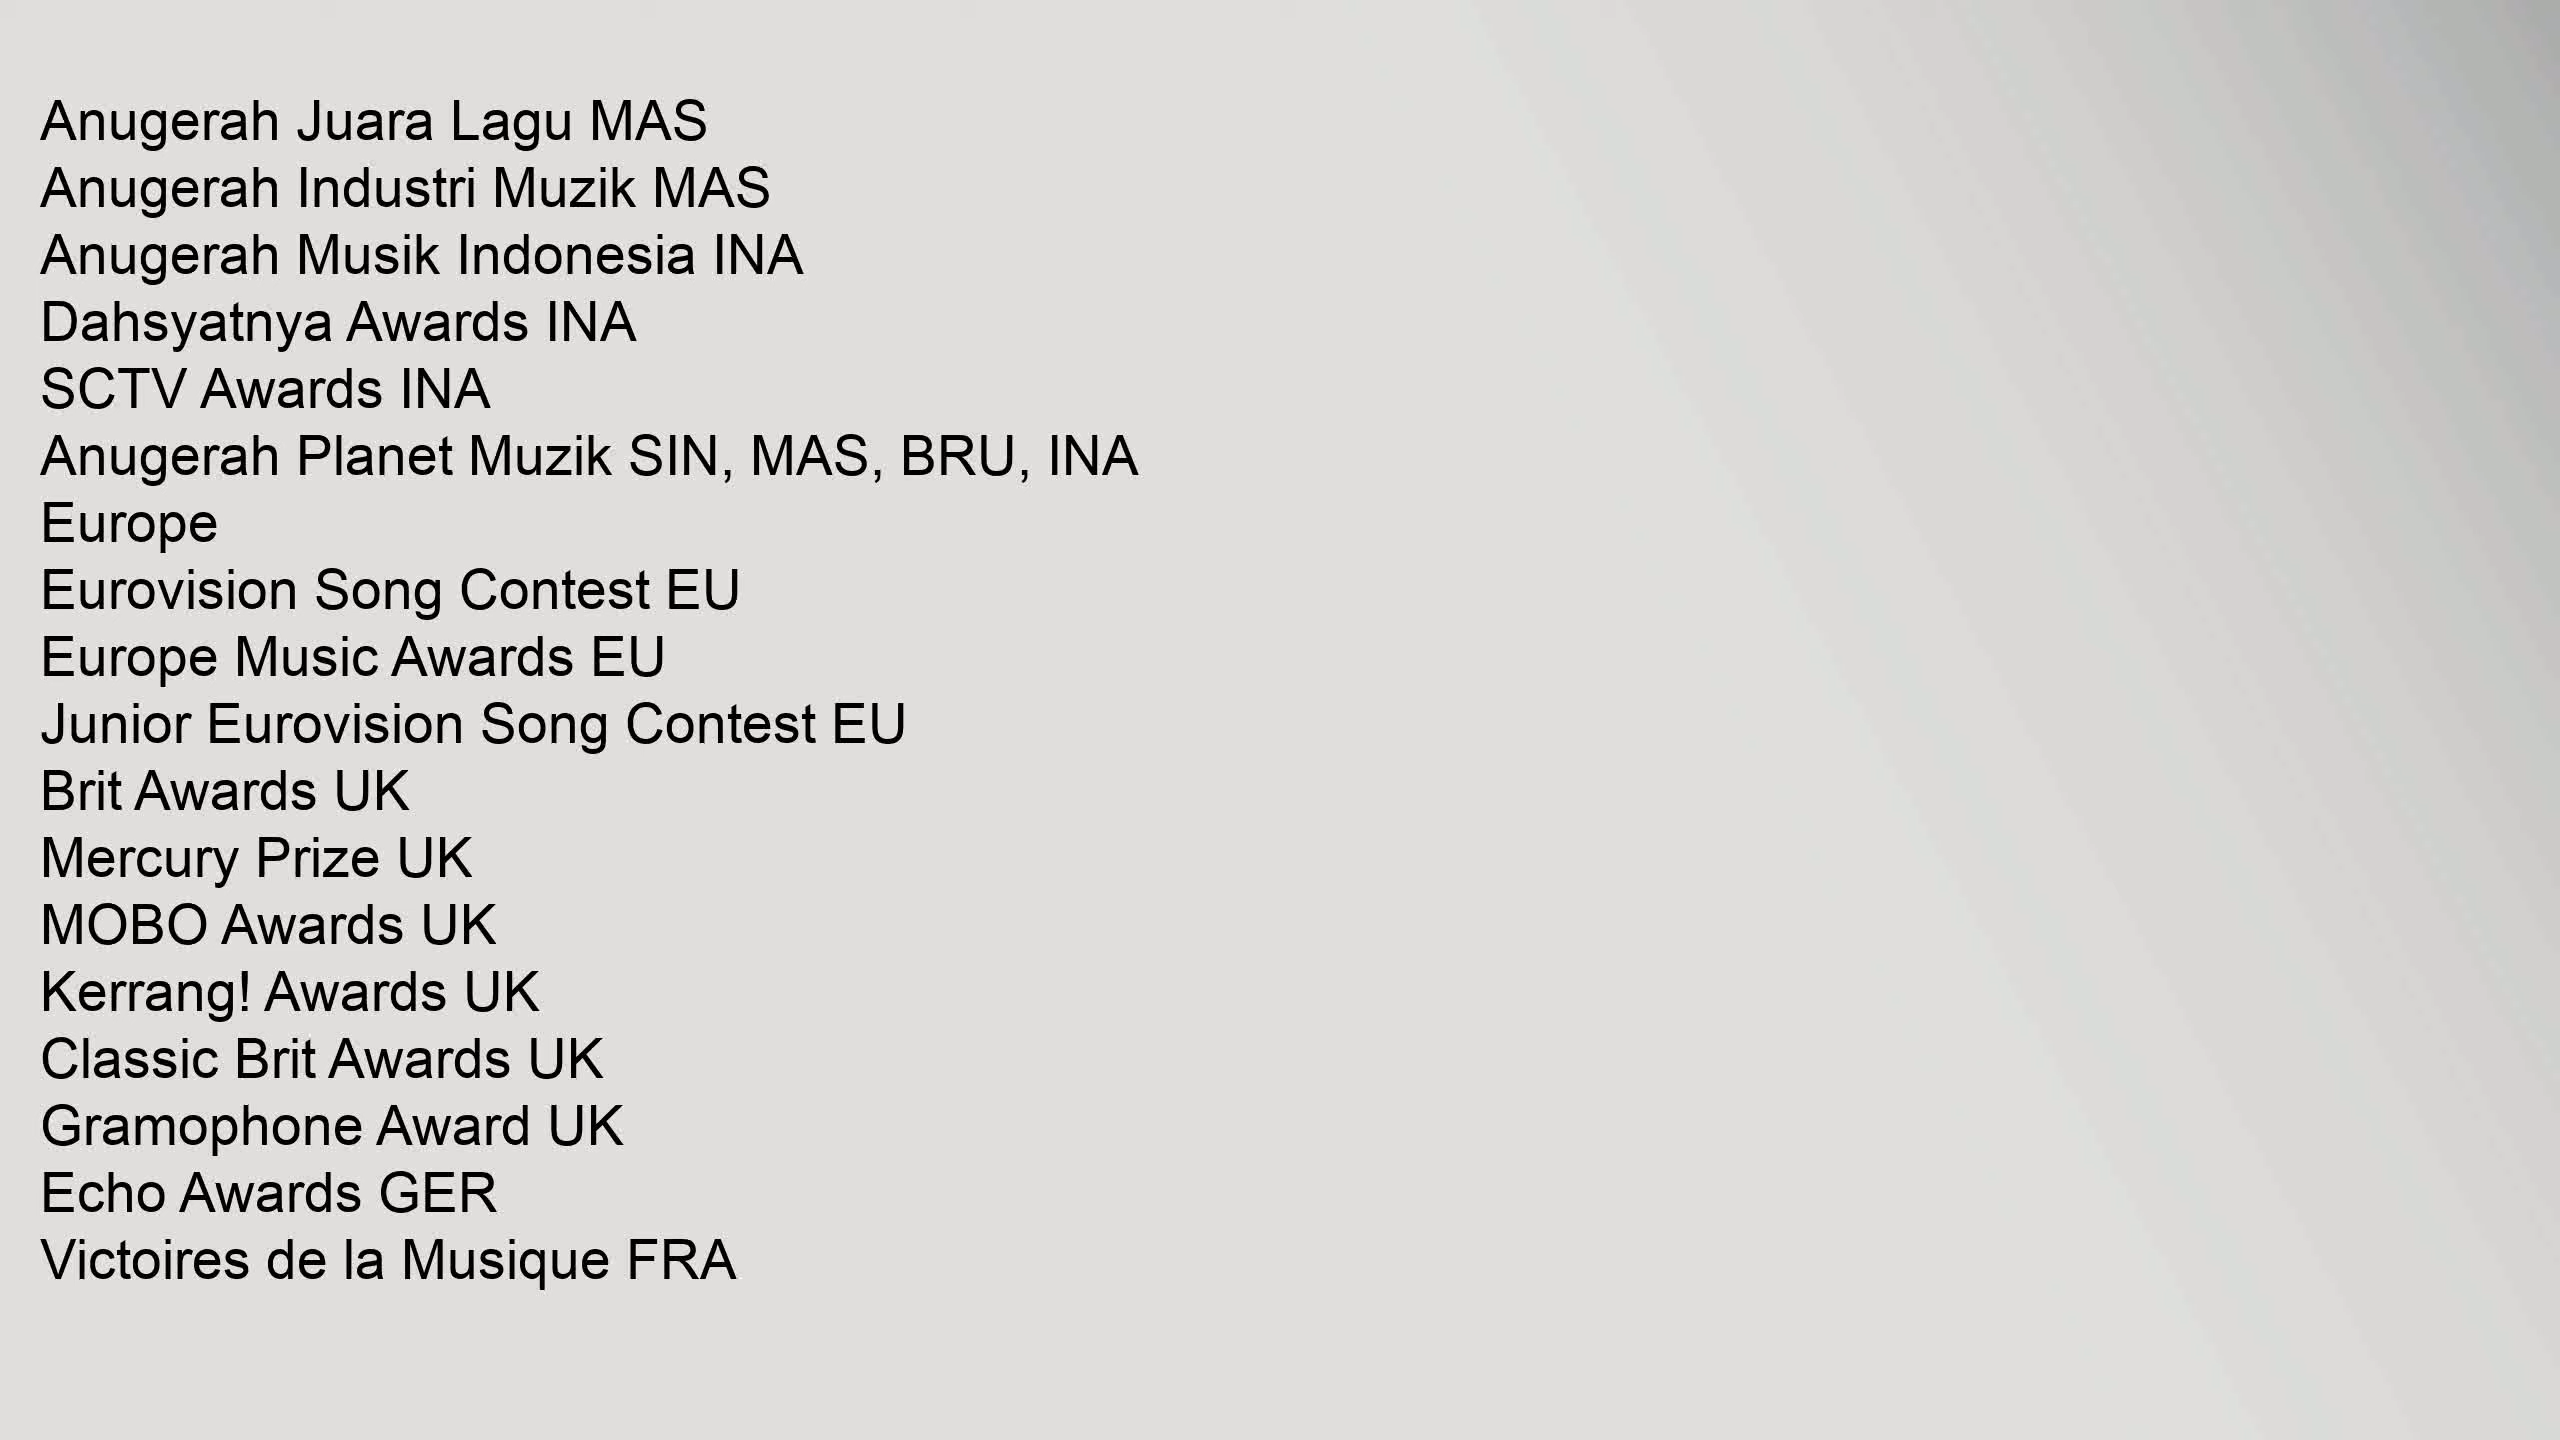 Anugerah Juara Lagu MAS
Anugerah Industri Muzik MAS
Anugerah Musik Indonesia INA
Dahsyatnya Awards INA
SCTV Awards INA
Anugerah Planet Muzik SIN, MAS, BRU, INA
Europe
Eurovision Song Contest EU
Europe Music Awards EU
Junior Eurovision Song Contest EU
Brit Awards UK
Mercury Prize UK
MOBO Awards UK
Kerrang! Awards UK
Classic Brit Awards UK
Gramophone Award UK
Echo Awards GER
Victoires de la Musique FRA